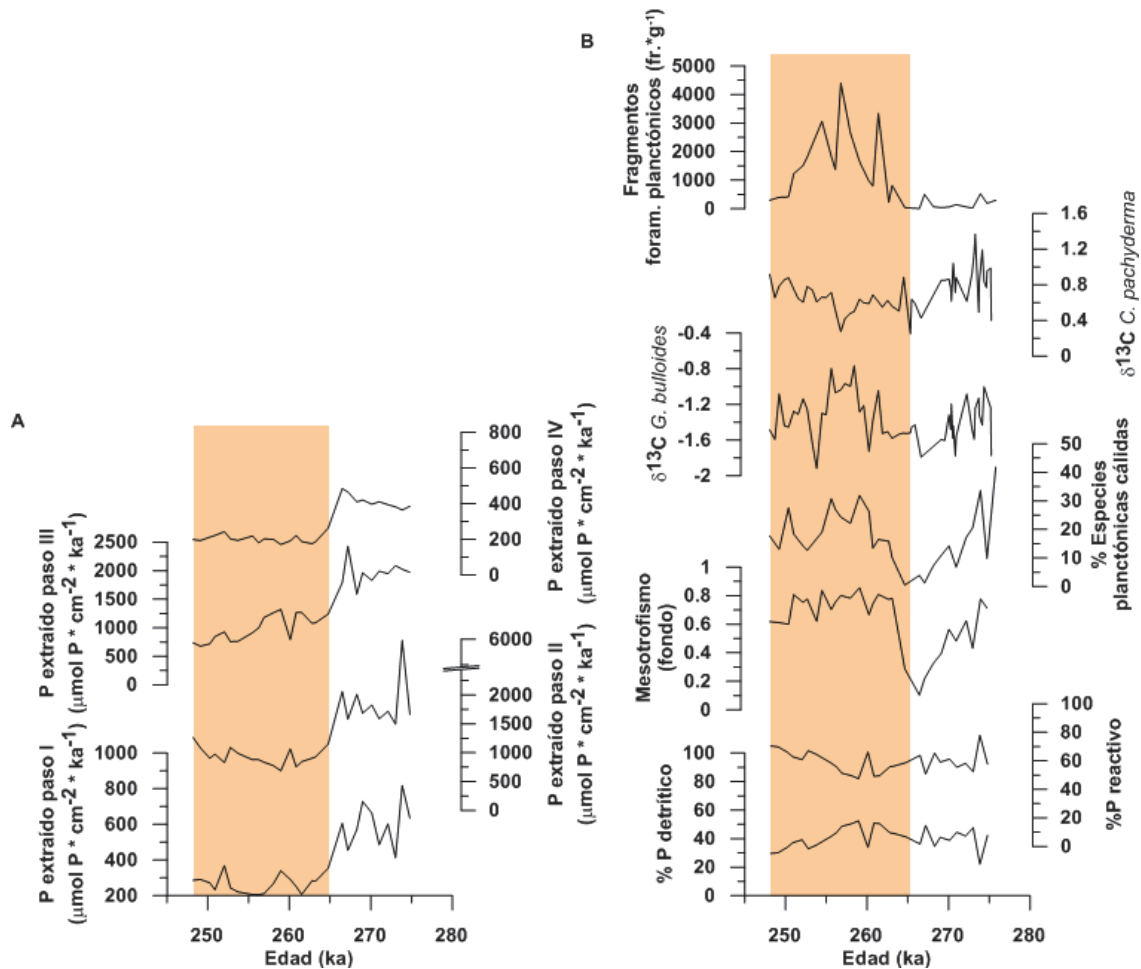 A
P extraído paso IV
(µmol P * cm-2 * ka-1)
800
600
400
200
0
P extraído paso III
(µmol P * cm-2 * ka-1)
2500
2000
1500
1250
1000
750
500
0
P extraído paso II
(µmol P * cm-2 * ka-1)
6000
2000
1500
1000
500
0
P extraído paso I
(µmol P * cm-2 * ka-1)
1000
800
600
400
200
250 260 270 280
Edad (ka)
B
Fragmentos
foram. planctónicos (fr.*g-1)
5000
4000
3000
2000
1000
0
δ13C C. pachyderma
1.6
1.2
0.8
0.4
0
δ13C G. bulloides
-0.4
-0.8
-1.2
-1.6
-2
% Especies
planctónicas cálidas
50
40
30
20
10
0
Mesotrofismo
(fondo)
1
0.8
0.6
0.4
0.2
0
%P reactivo
100
80
60
40
20
0
% P detrítico
100
80
60
40
20
0
250 260 270 280
Edad (ka)